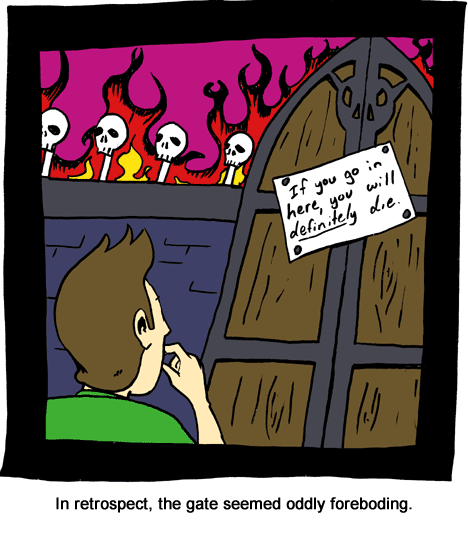 If you go in
here, you will
definitely die.
In retrospect, the gate seemed oddly foreboding.